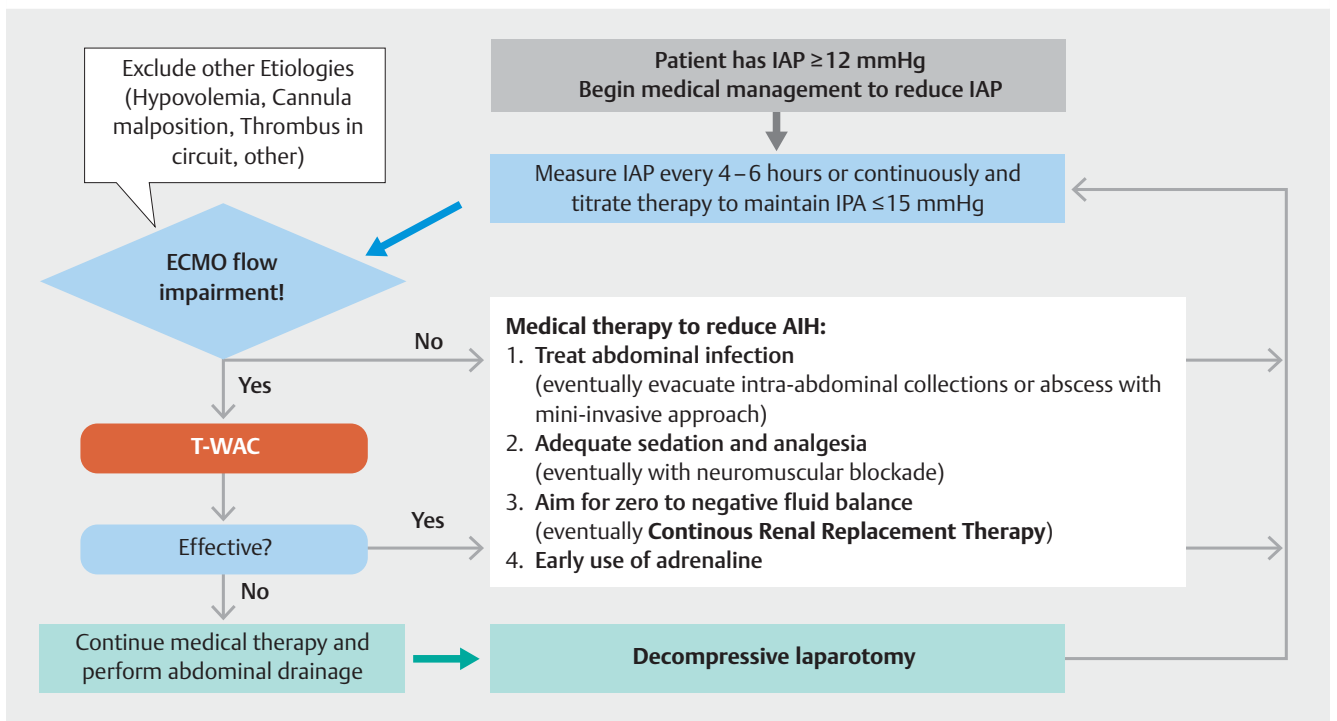 Exclude other Etiologies
(Hypovolemia, Cannula
malposition, Thrombus in
circuit, other)
Patient has IAP ≥ 12 mmHg
Begin medical management to reduce IAP
Measure IAP every 4 – 6 hours or continuously and
titrate therapy to maintain IPA ≤15 mmHg
ECMO flow
impairment!
No
Yes
Medical therapy to reduce AIH:
1. Treat abdominal infection
(eventually evacuate intra-abdominal collections or abscess with
mini-invasive approach)
2. Adequate sedation and analgesia
(eventually with neuromuscular blockade)
3. Aim for zero to negative fluid balance
(eventually Continous Renal Replacement Therapy)
4. Early use of adrenaline
T-WAC
Effective?
Yes
No
Continue medical therapy and
perform abdominal drainage
Decompressive laparotomy